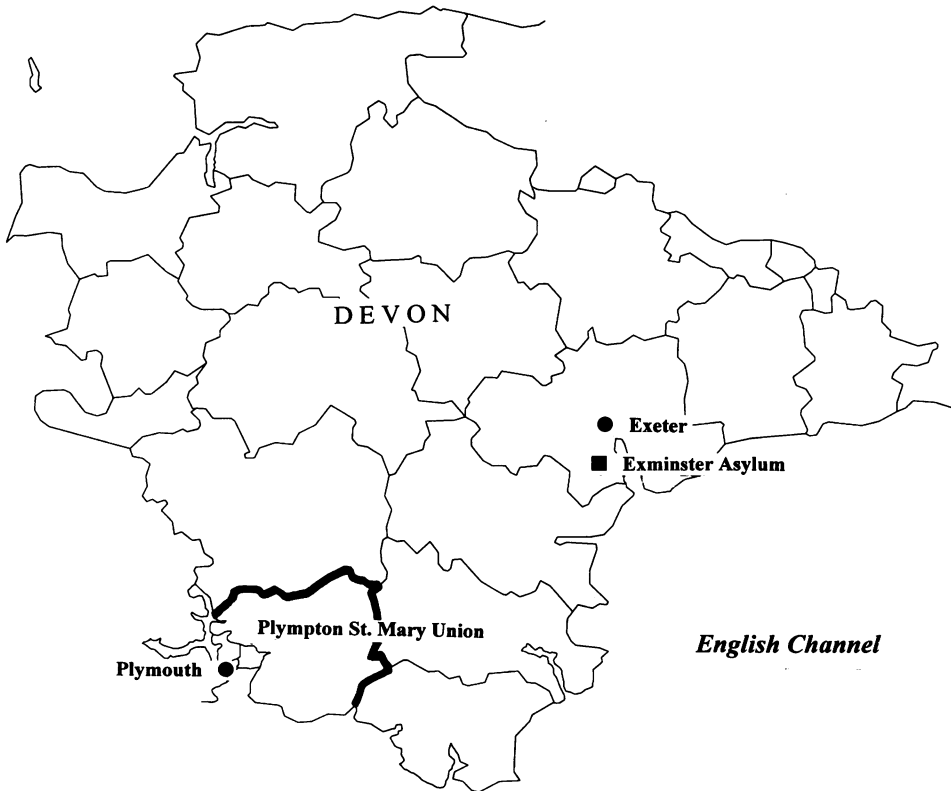 DEVON
Exeter
Exminster Asylum
Plympton St. Mary Union
English Channel
Plymouth